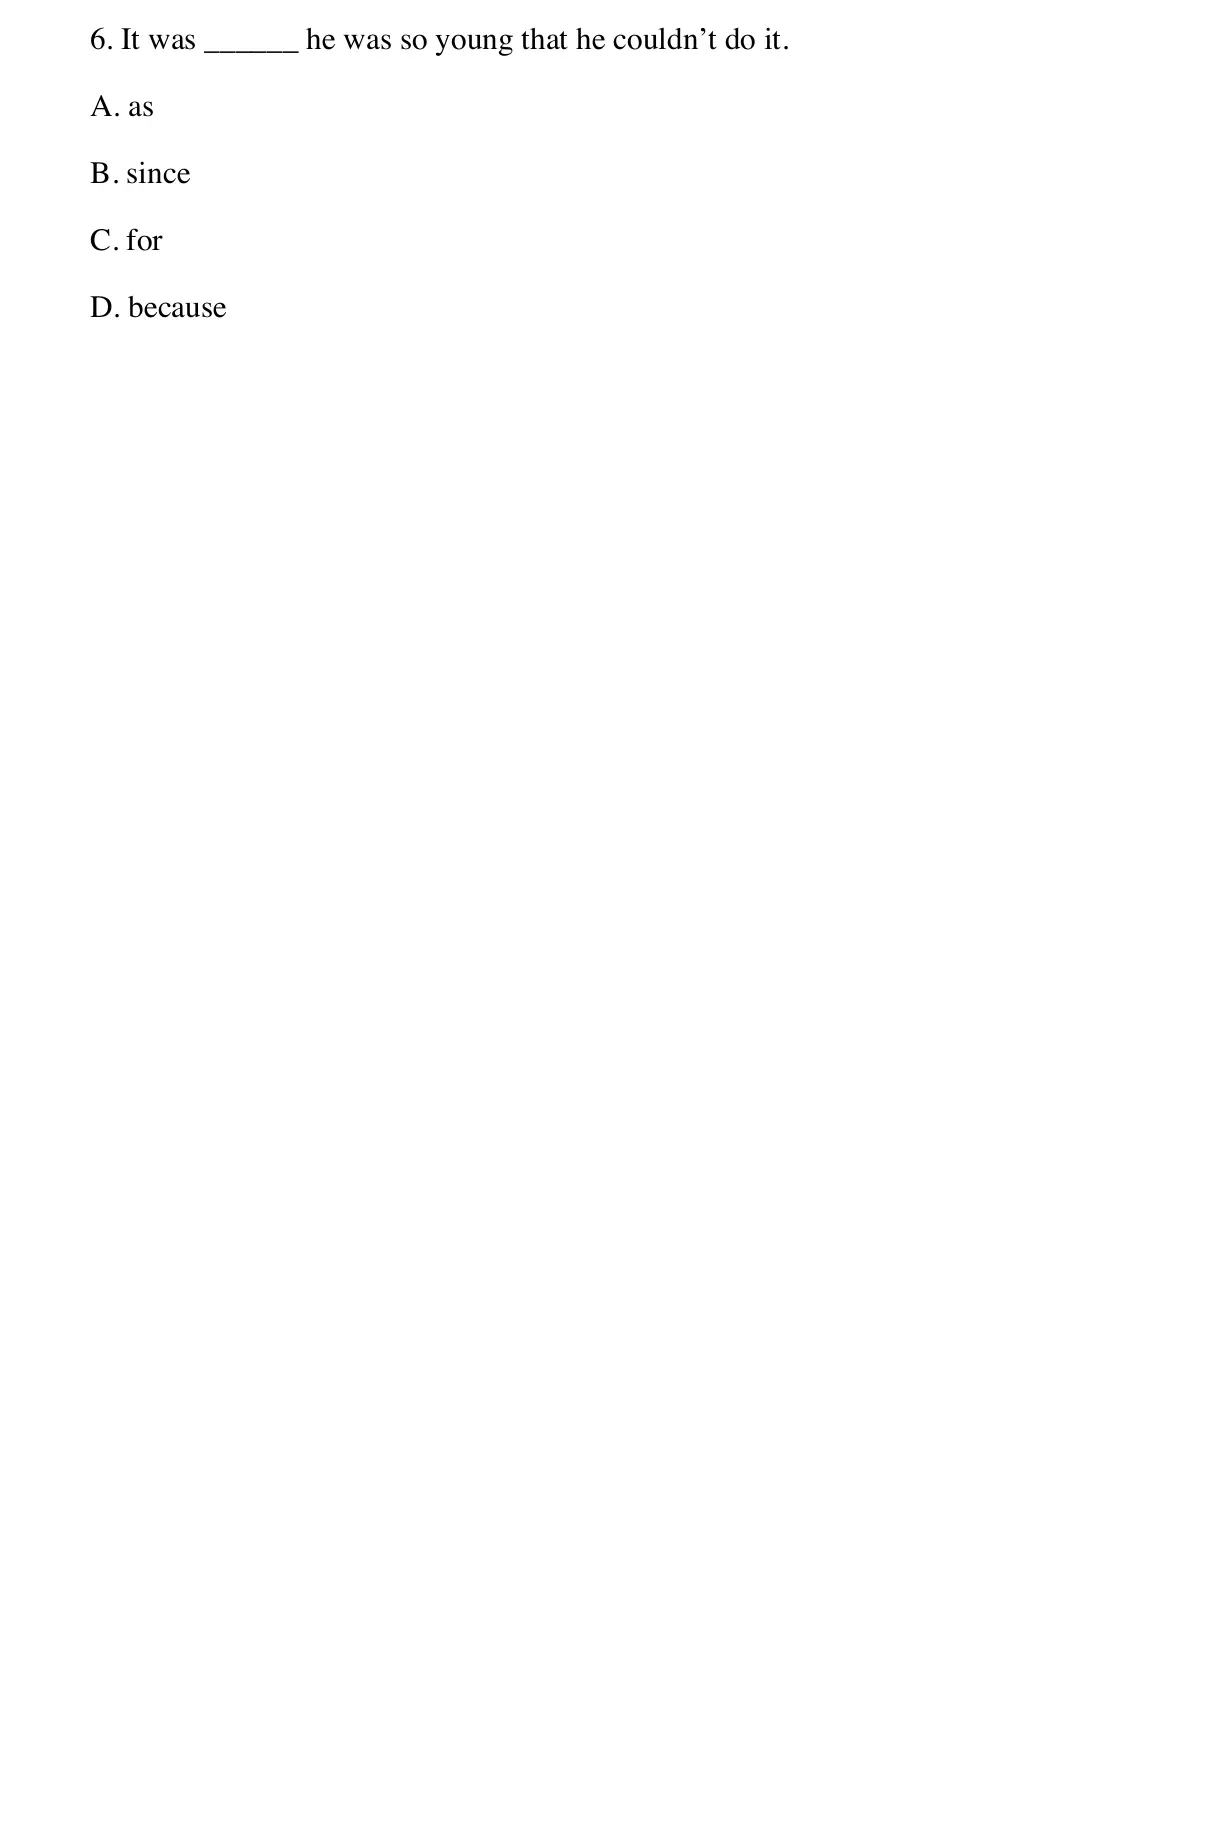 6. It was ______ he was so young that he couldn’t do it.
A. as
B. since
C. for
D. because